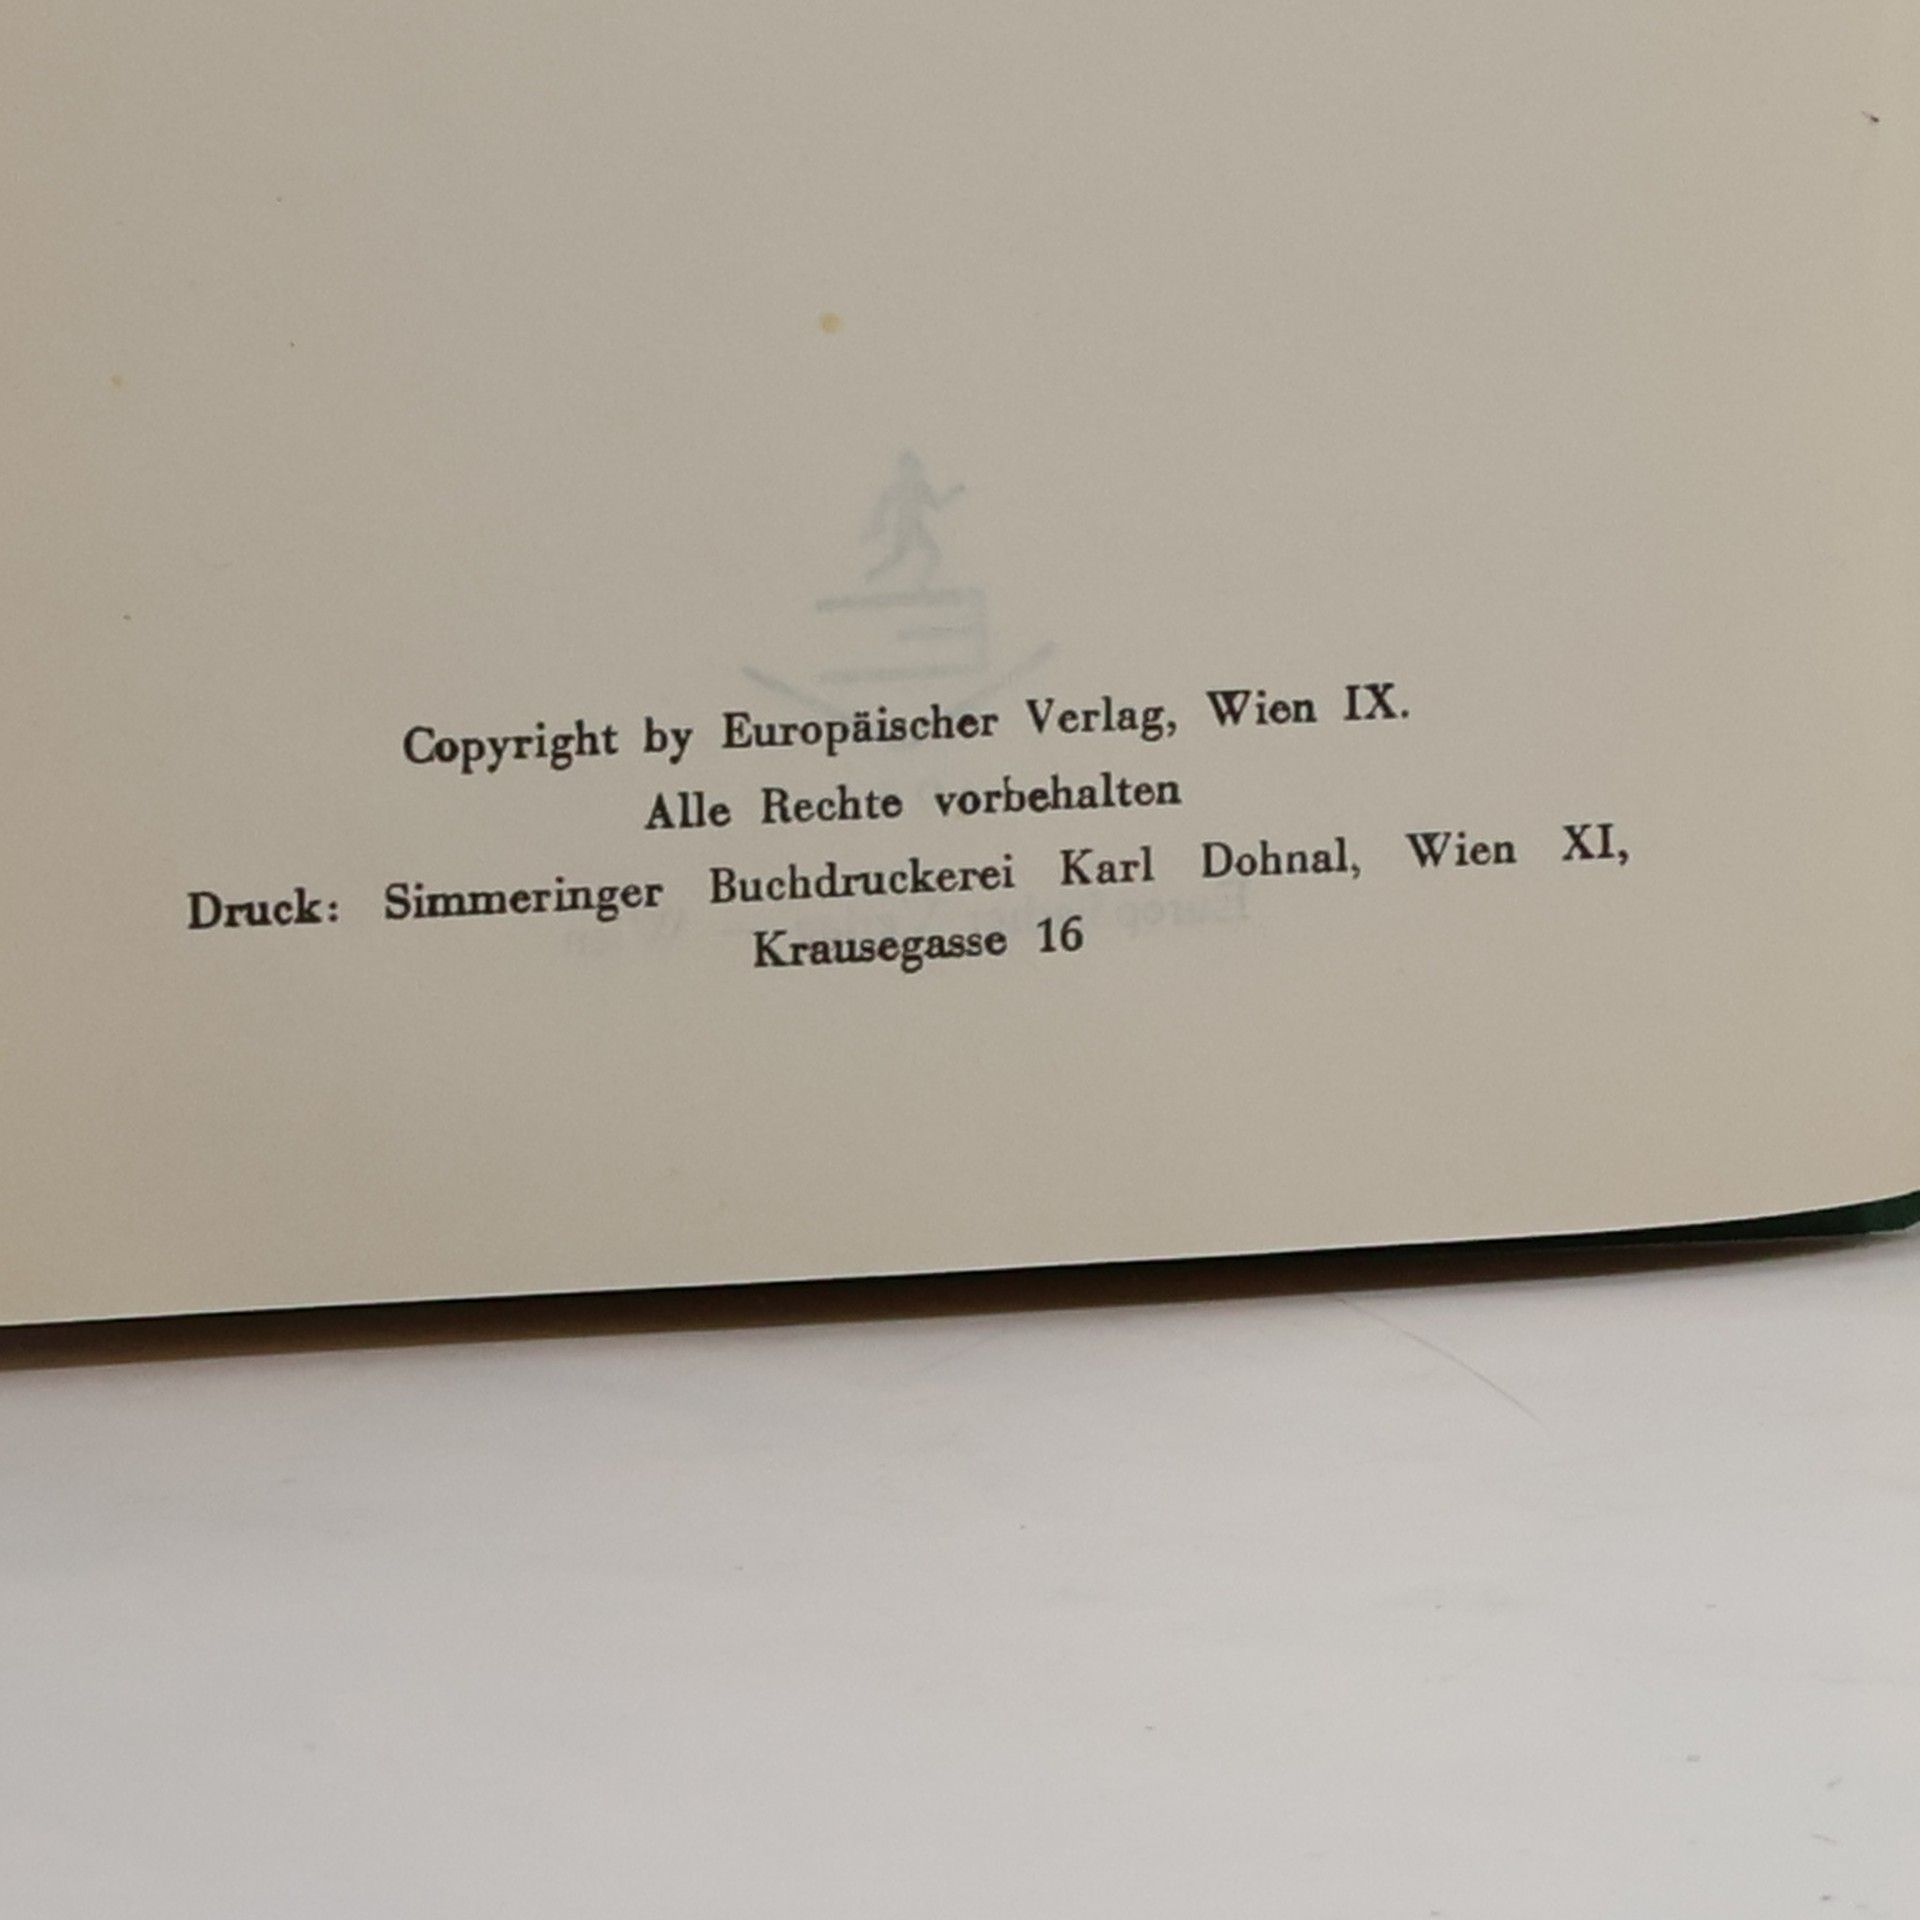 Copyright by Europäischer Verlag, Wien IX.
Alle Rechte vorbehalten
Druck: Simmeringer Buchdruckerei Karl Dohnal, Wien XI,
Krausegasse 16